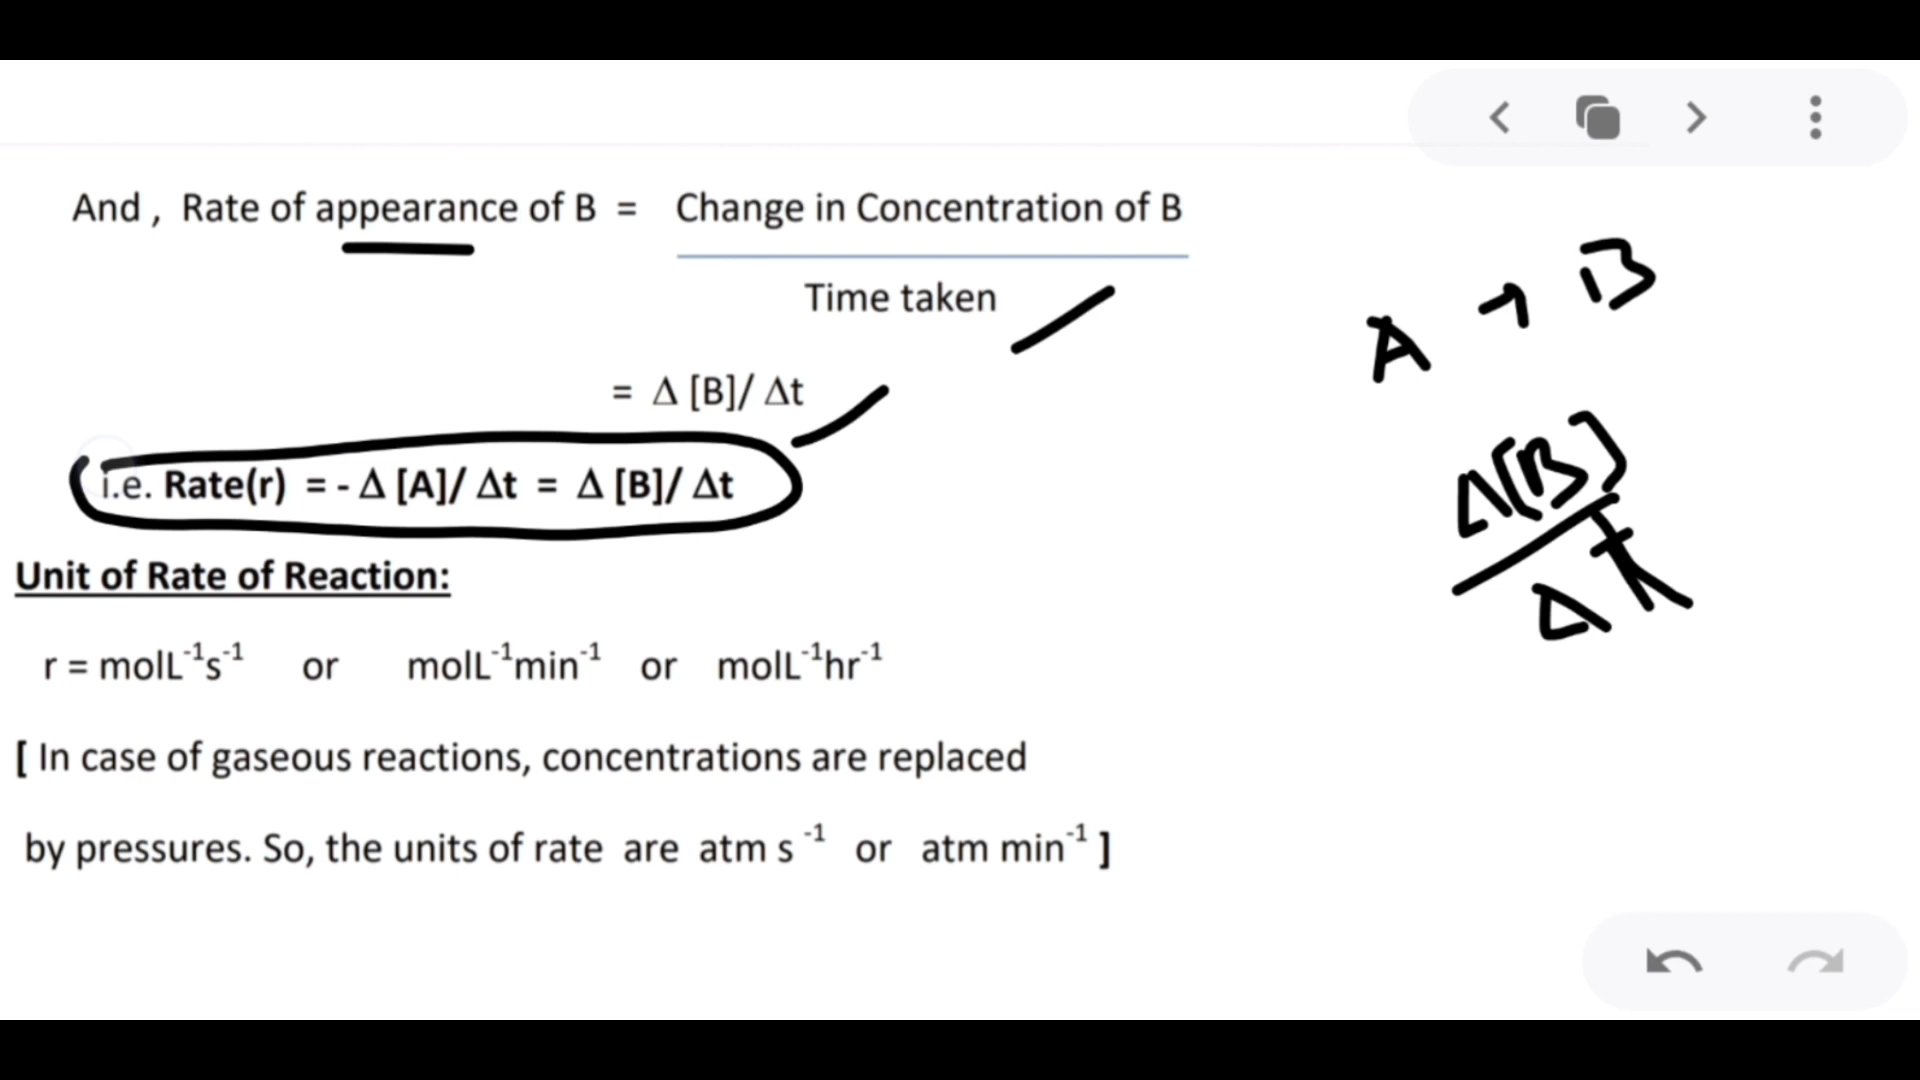 And , Rate of appearance of B = Change in Concentration of B
Time taken
= Δ [B]/ Δt
i.e. Rate(r) = - Δ [A]/ Δt = Δ [B]/ Δt
Unit of Rate of Reaction:
r = molL⁻¹s⁻¹ or molL⁻¹min⁻¹ or molL⁻¹hr⁻¹
[ In case of gaseous reactions, concentrations are replaced
by pressures. So, the units of rate are atm s ⁻¹ or atm min⁻¹ ]
A → B
Δ[B]
Δt